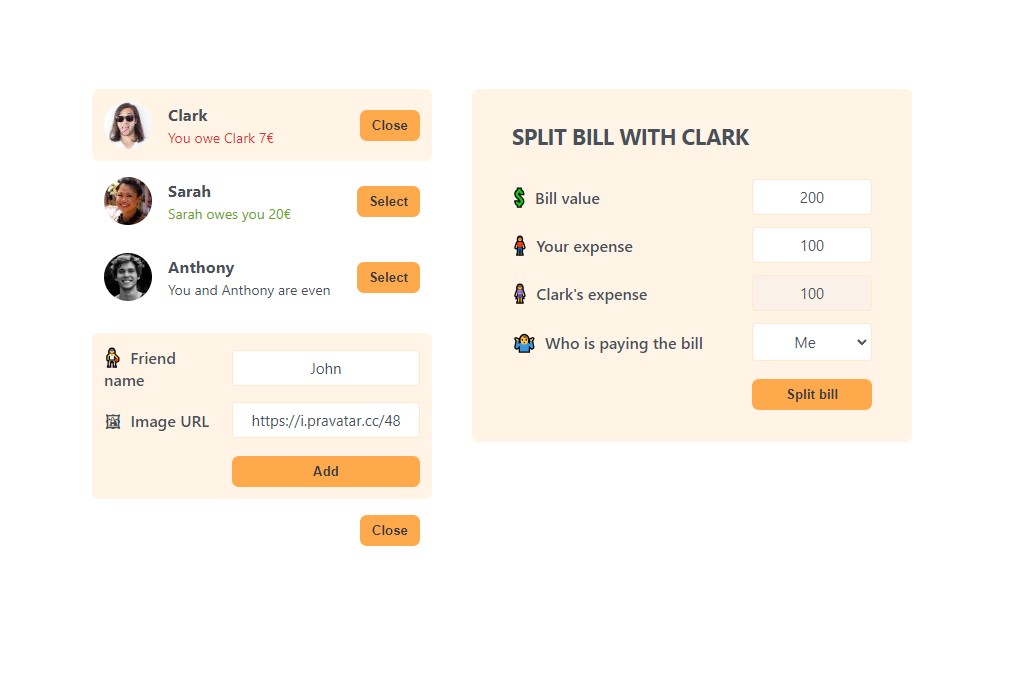 Clark
You owe Clark 7€
Close
Sarah
Sarah owes you 20€
Select
Anthony
You and Anthony are even
Select
Friend
name
John
Image URL
https://i.pravatar.cc/48
Add
Close
SPLIT BILL WITH CLARK
Bill value
200
Your expense
100
Clark's expense
100
Who is paying the bill
Me
Split bill